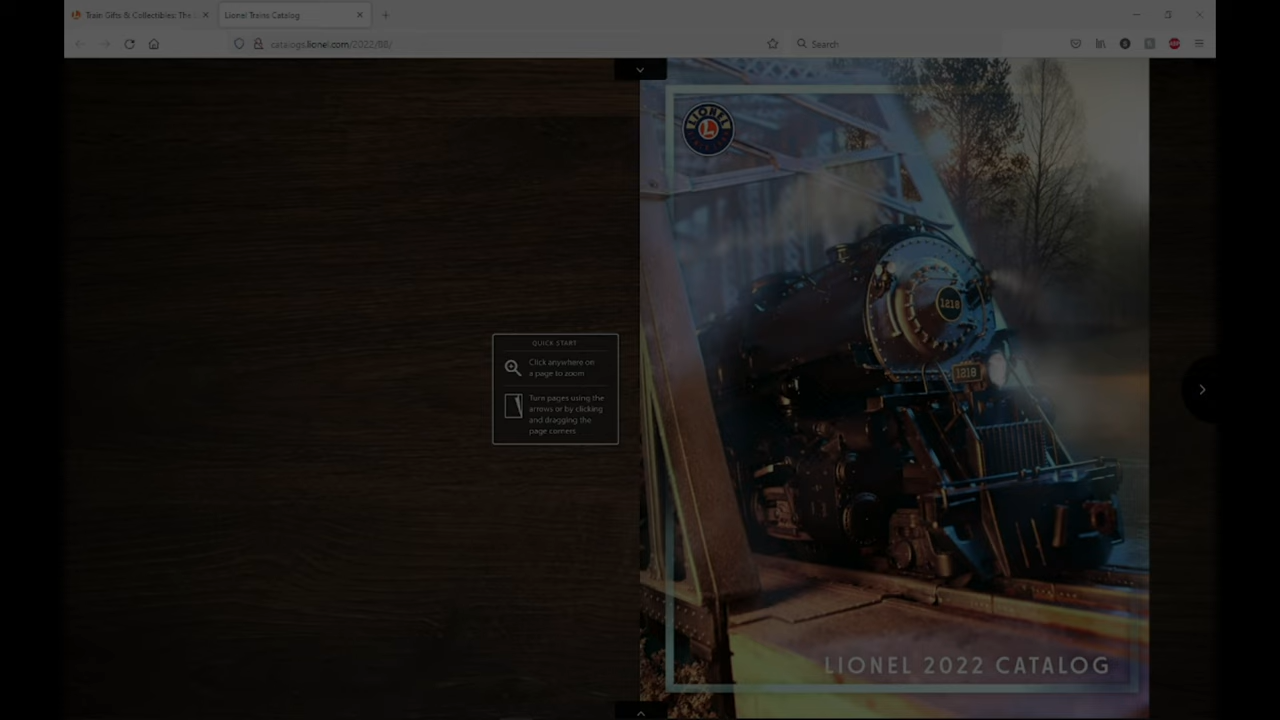 Train Gifts & Collectibles: The
Lionel Trains Catalog
catalogs.lionel.com/2022/BB/
Search
LIONEL
1218
1218
QUICK START
Click anywhere on
a page to zoom
Turn pages using the
arrows or by clicking
and dragging the
page corners
LIONEL 2022 CATALOG